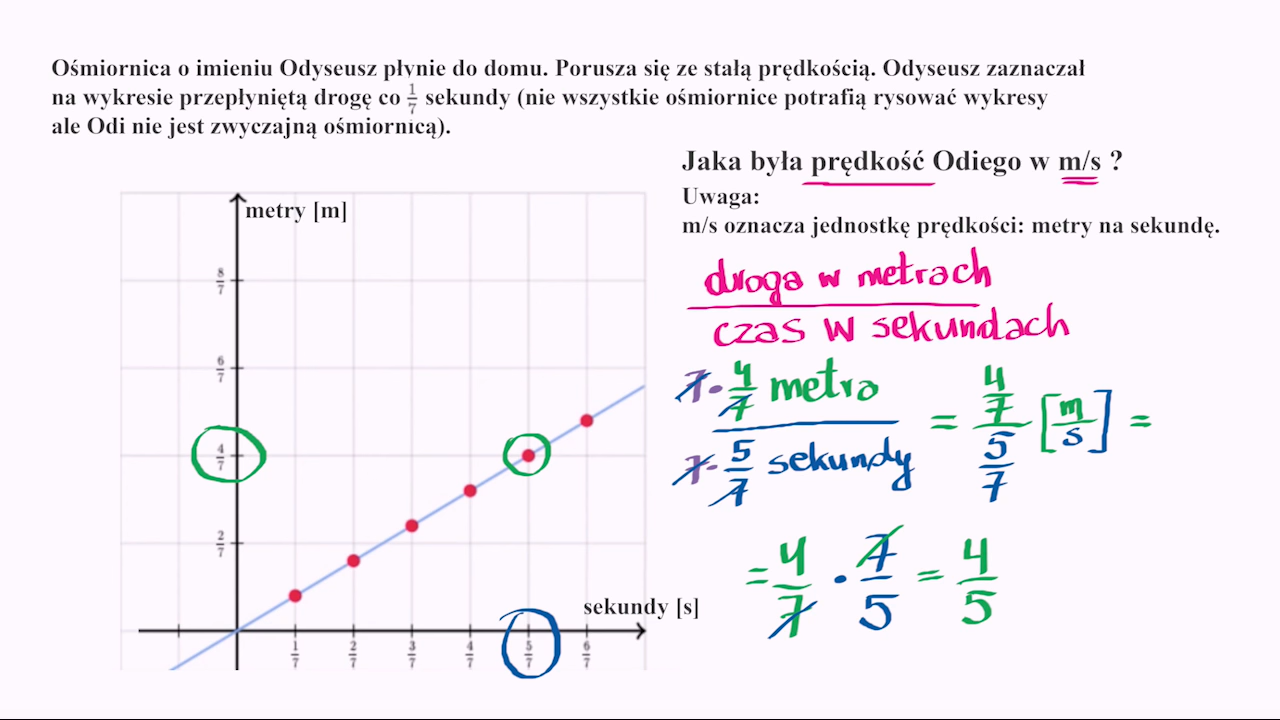 Ośmiornica o imieniu Odyseusz płynie do domu. Porusza się ze stałą prędkością. Odyseusz zaznaczał
na wykresie przepłyniętą drogę co 1/7 sekundy (nie wszystkie ośmiornice potrafią rysować wykresy
ale Odi nie jest zwyczajną ośmiornicą).
Jaka była prędkość Odiego w m/s ?
Uwaga:
m/s oznacza jednostkę prędkości: metry na sekundę.
metry [m]
8/7
6/7
4/7
2/7
sekundy [s]
1/7 2/7 3/7 4/7 5/7 6/7
droga w metrach
czas w sekundach
7 · 4/7 metra
7 · 5/7 sekundy
= 4/7 / 5/7 [m/s] =
= 4/7 · 7/5 = 4/5